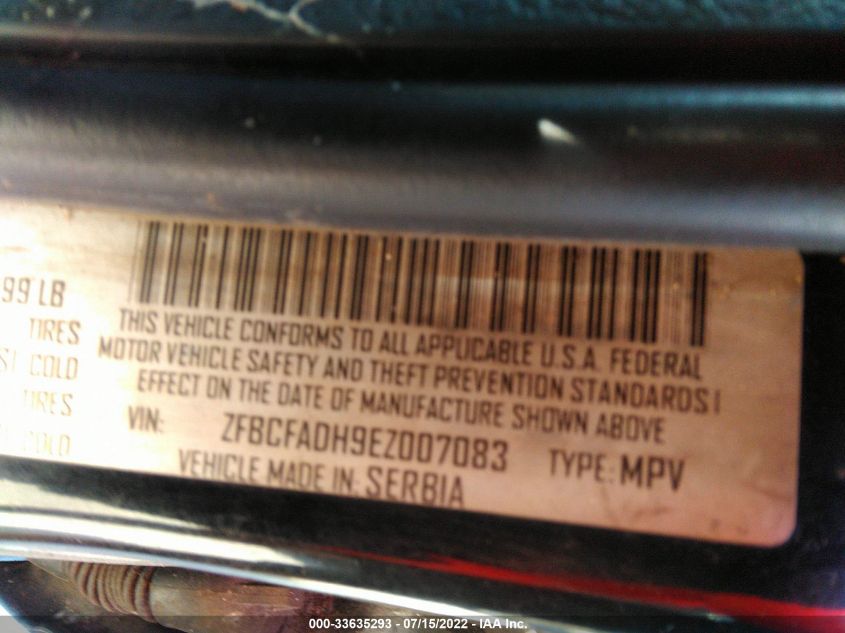 99 LB
TIRES
ST COLD
TIRES
COLD
THIS VEHICLE CONFORMS TO ALL APPLICABLE U.S.A. FEDERAL
MOTOR VEHICLE SAFETY AND THEFT PREVENTION STANDARDS I
EFFECT ON THE DATE OF MANUFACTURE SHOWN ABOVE
VIN: ZFBCFADH9EZ007083 TYPE: MPV
VEHICLE MADE IN: SERBIA
000-33635293 - 07/15/2022 - IAA Inc.